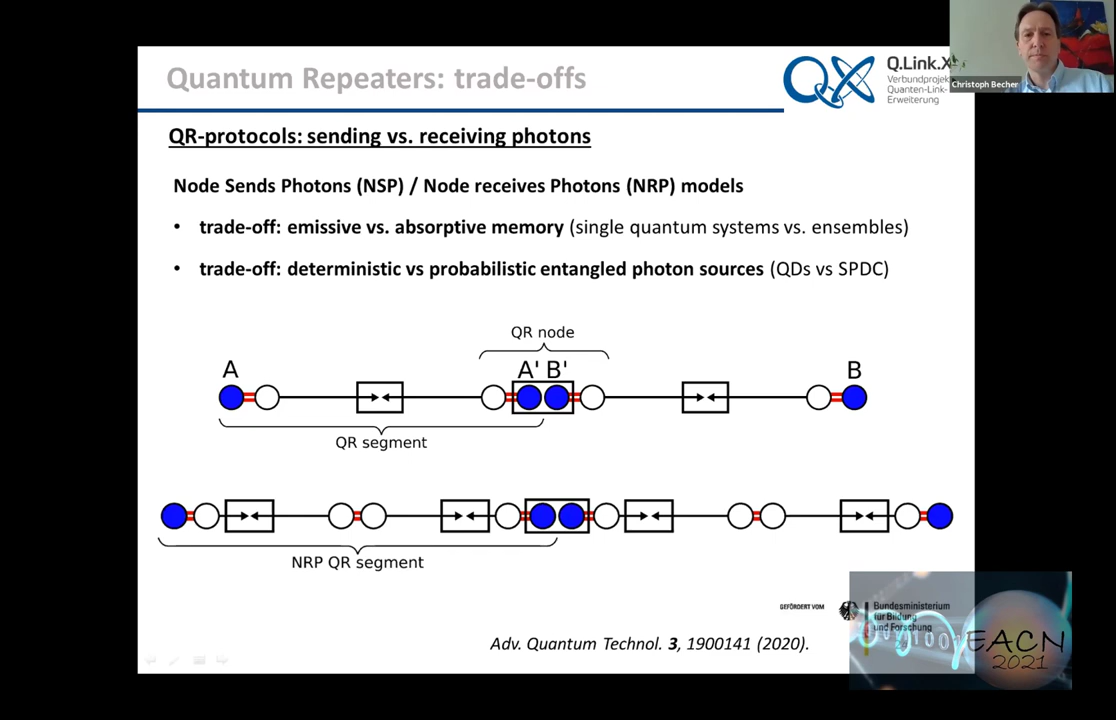 Quantum Repeaters: trade-offs
Q.Link.X
Verbundprojekt
Quanten-Link-
Erweiterung
Christoph Becher
QR-protocols: sending vs. receiving photons
Node Sends Photons (NSP) / Node receives Photons (NRP) models
• trade-off: emissive vs. absorptive memory (single quantum systems vs. ensembles)
• trade-off: deterministic vs probabilistic entangled photon sources (QDs vs SPDC)
QR node
A A' B' B
QR segment
NRP QR segment
GEFÖRDERT VOM
Bundesministerium
für Bildung
und Forschung
Adv. Quantum Technol. 3, 1900141 (2020).
EACN
2021